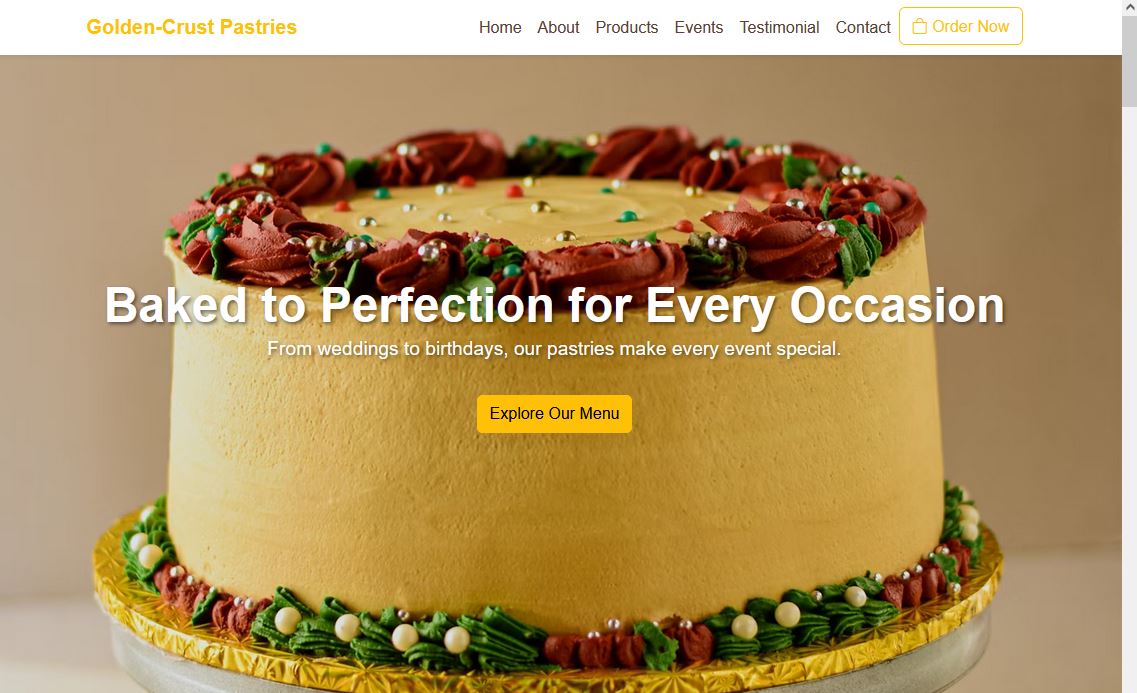 Golden-Crust Pastries
Home About Products Events Testimonial Contact Order Now
Baked to Perfection for Every Occasion
From weddings to birthdays, our pastries make every event special.
Explore Our Menu